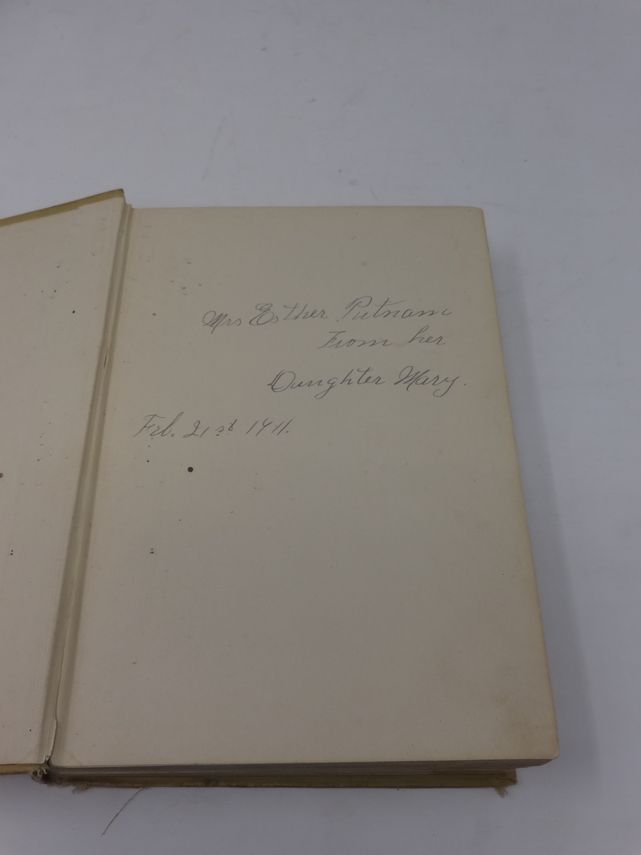 Mrs Esther Putnam
From her
Daughter Mary.
Feb. 21st 1911.